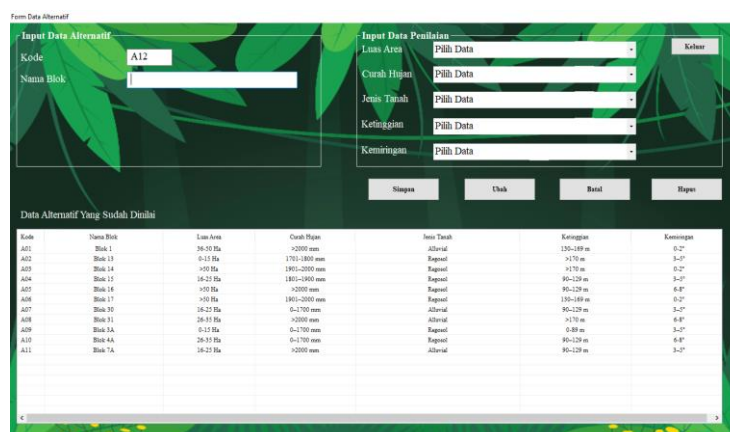 Form Data Alternatif
Input Data Alternatif
Kode A12
Nama Blok
Input Data Penilaian
Luas Area Pilih Data
Curah Hujan Pilih Data
Jenis Tanah Pilih Data
Ketinggian Pilih Data
Kemiringan Pilih Data
Keluar
Simpan Ubah Batal Hapus
Data Alternatif Yang Sudah Dinilai
Kode Nama Blok Luas Area Curah Hujan Jenis Tanah Ketinggian Kemiringan
A01 Blok 1 36-50 Ha >2000 mm Alluvial 130-169 m 0-2°
A02 Blok 13 0-15 Ha 1701-1800 mm Regosol >170 m 3-5°
A03 Blok 14 >50 Ha 1901-2000 mm Regosol >170 m 0-2°
A04 Blok 15 16-25 Ha 1801-1900 mm Regosol 90-129 m 3-5°
A05 Blok 16 >50 Ha >2000 mm Regosol 90-129 m 6-8°
A06 Blok 17 >50 Ha 1901-2000 mm Regosol 130-169 m 0-2°
A07 Blok 30 16-25 Ha 0-1700 mm Alluvial 90-129 m 3-5°
A08 Blok 31 26-35 Ha >2000 mm Alluvial >170 m 6-8°
A09 Blok 3A 0-15 Ha 0-1700 mm Regosol 0-89 m 3-5°
A10 Blok 4A 26-35 Ha 0-1700 mm Regosol 90-129 m 6-8°
A11 Blok 7A 16-25 Ha >2000 mm Alluvial 90-129 m 3-5°